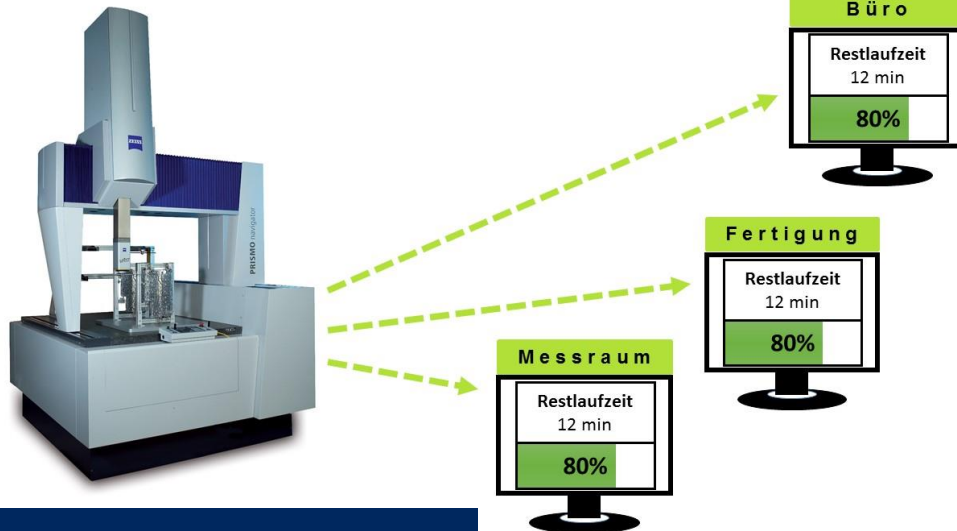 Büro
Restlaufzeit
12 min
80%
ZEISS
PRISMO navigator
Fertigung
Restlaufzeit
12 min
80%
Messraum
Restlaufzeit
12 min
80%